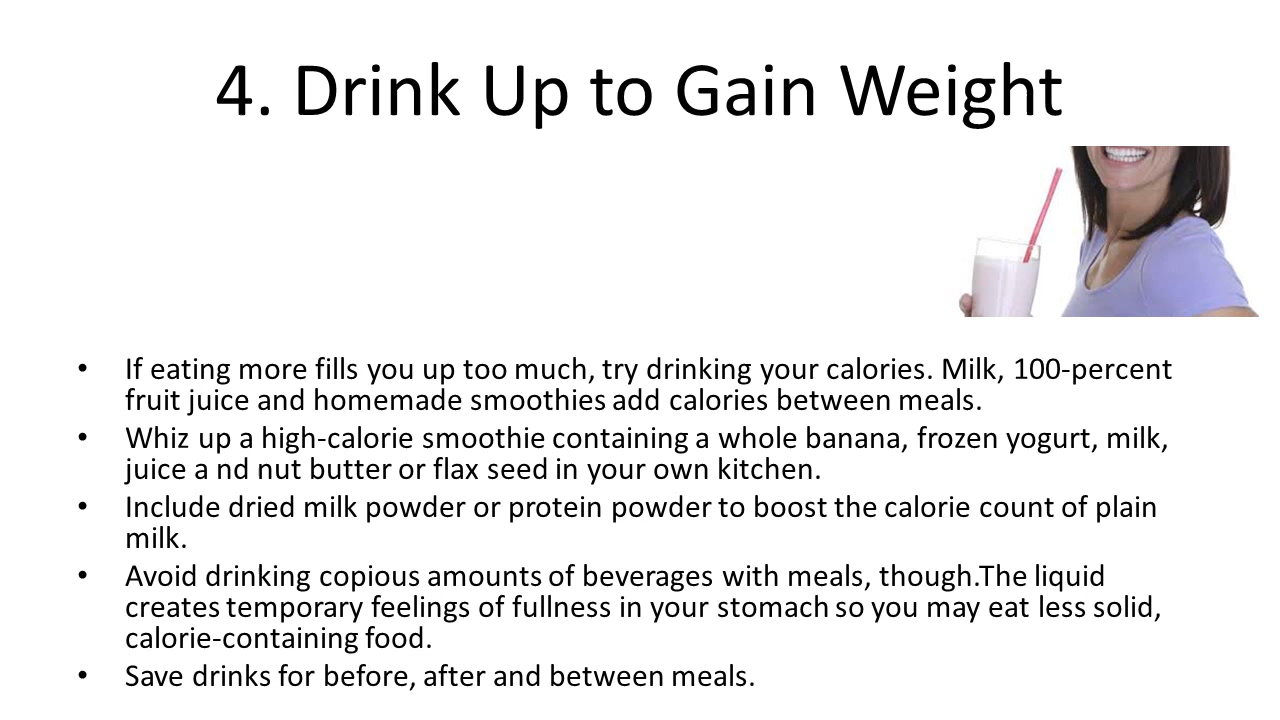 4. Drink Up to Gain Weight
• If eating more fills you up too much, try drinking your calories. Milk, 100-percent
fruit juice and homemade smoothies add calories between meals.
• Whiz up a high-calorie smoothie containing a whole banana, frozen yogurt, milk,
juice a nd nut butter or flax seed in your own kitchen.
• Include dried milk powder or protein powder to boost the calorie count of plain
milk.
• Avoid drinking copious amounts of beverages with meals, though.The liquid
creates temporary feelings of fullness in your stomach so you may eat less solid,
calorie-containing food.
• Save drinks for before, after and between meals.